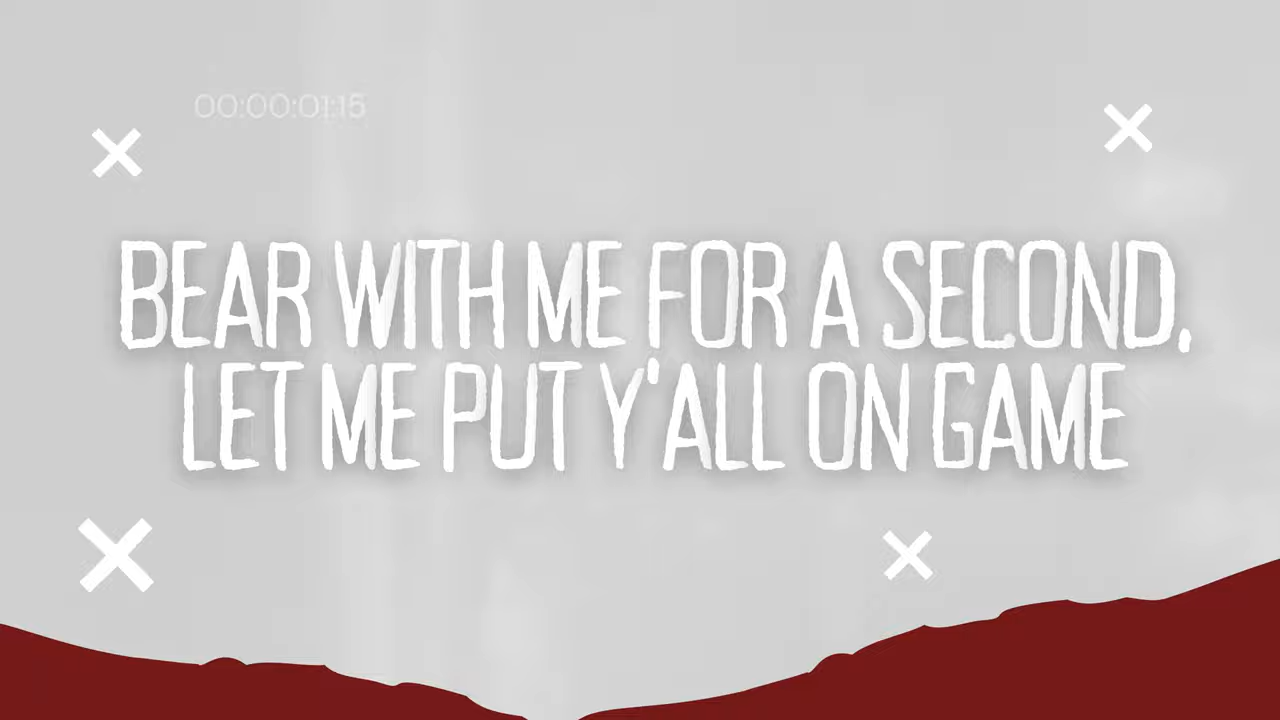 00:00:01:15
BEAR WITH ME FOR A SECOND,
LET ME PUT Y'ALL ON GAME